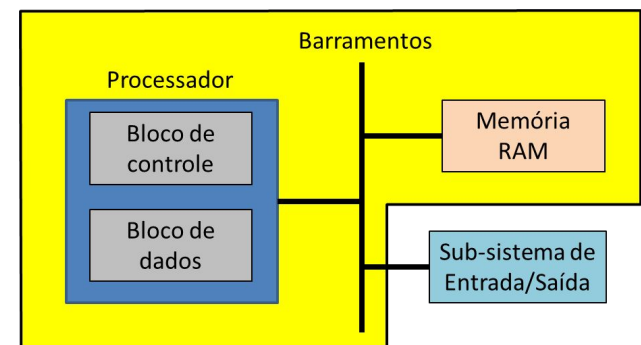 Barramentos
Processador
Bloco de
controle
Bloco de
dados
Memória
RAM
Sub-sistema de
Entrada/Saída